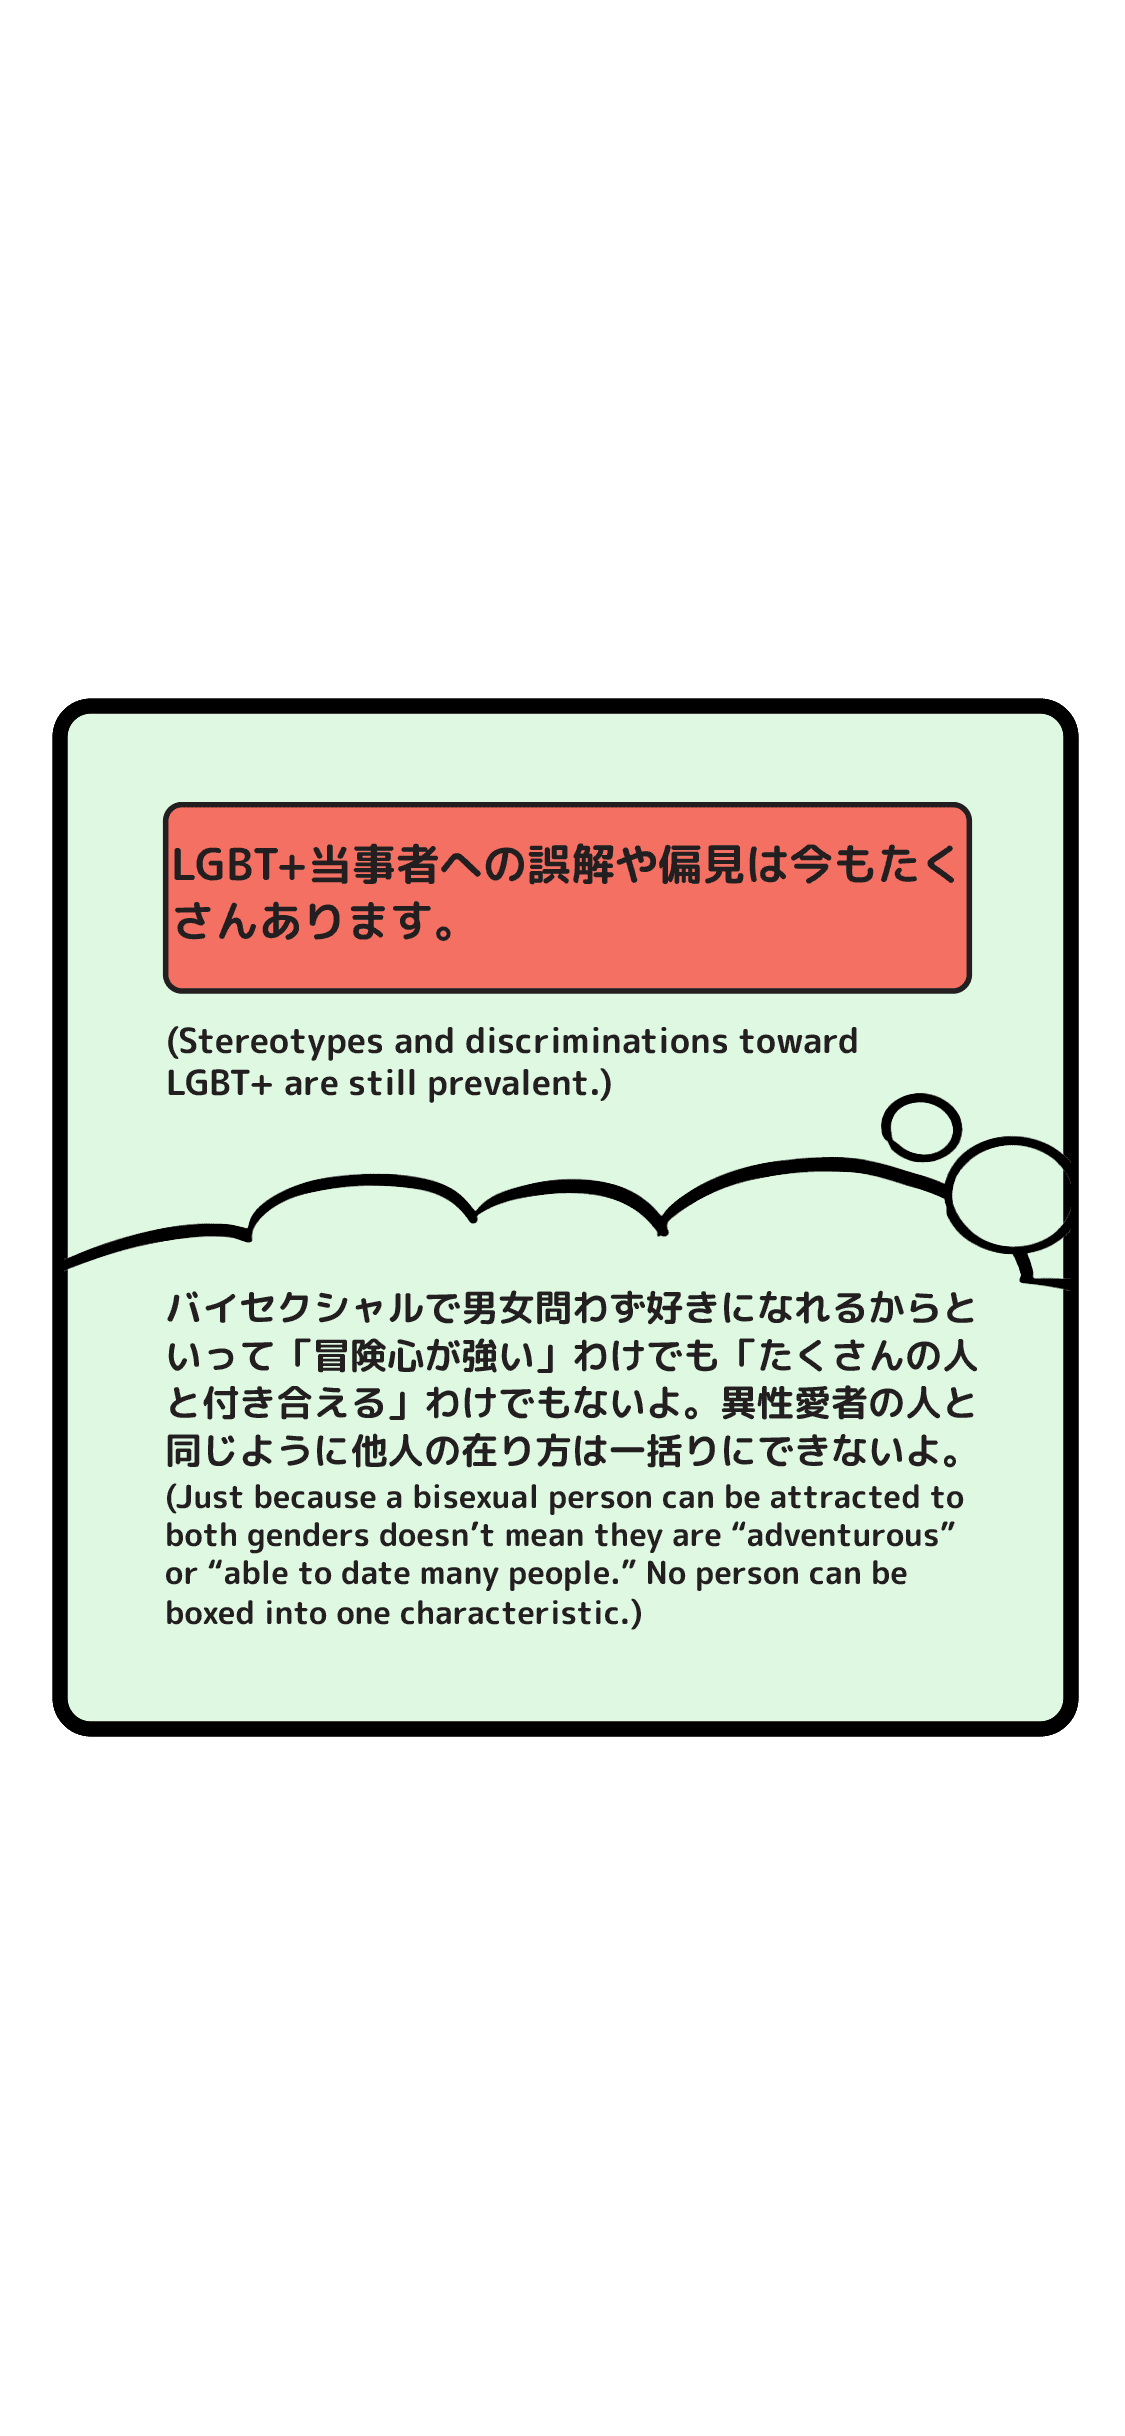 LGBT+当事者への誤解や偏見は今もたく
さんあります。
(Stereotypes and discriminations toward
LGBT+ are still prevalent.)
バイセクシャルで男女問わず好きになれるからと
いって「冒険心が強い」わけでも「たくさんの人
と付き合える」わけでもないよ。異性愛者の人と
同じように他人の在り方は一括りにできないよ。
(Just because a bisexual person can be attracted to
both genders doesn’t mean they are “adventurous”
or “able to date many people.” No person can be
boxed into one characteristic.)